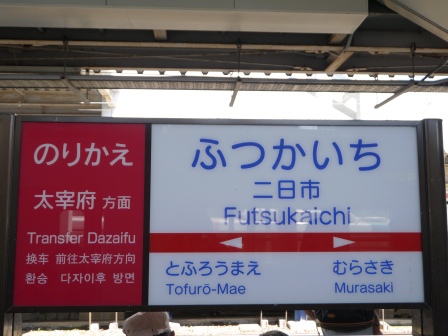 のりかえ
太宰府 方面
Transfer Dazaifu
换车 前往太宰府方向
환승 다자이후 방면
ふつかいち
二日市
Futsukaichi
とふろうまえ
Tofurō-Mae
むらさき
Murasaki